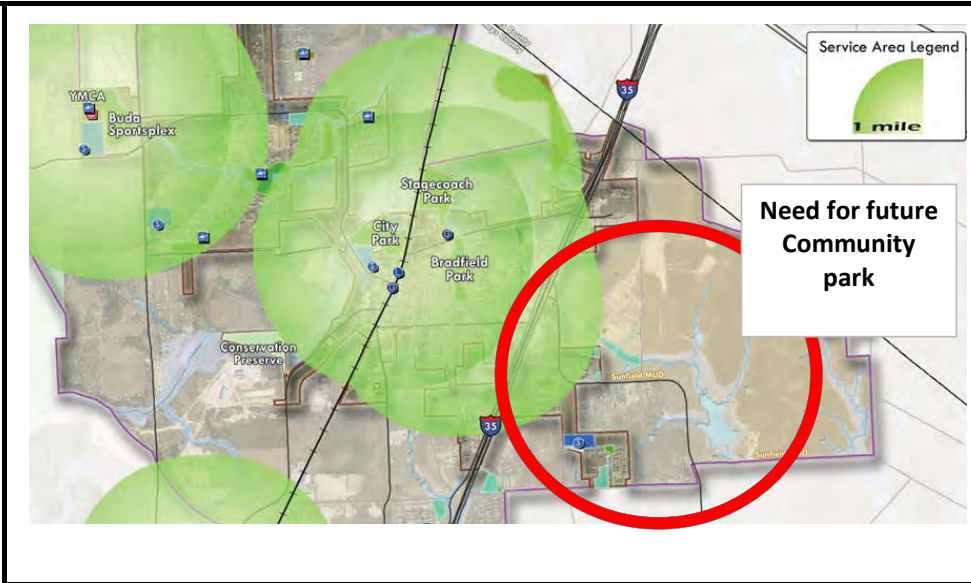 Service Area Legend
1 mile
35
YMCA
Buda
Sportsplex
S
S
Stagecoach
Park
City
Park
Bradfield
Park
G
S
L
Need for future
Community
park
Conservation
Preserve
Sunfield MUD
35
S
Sunfield MUD